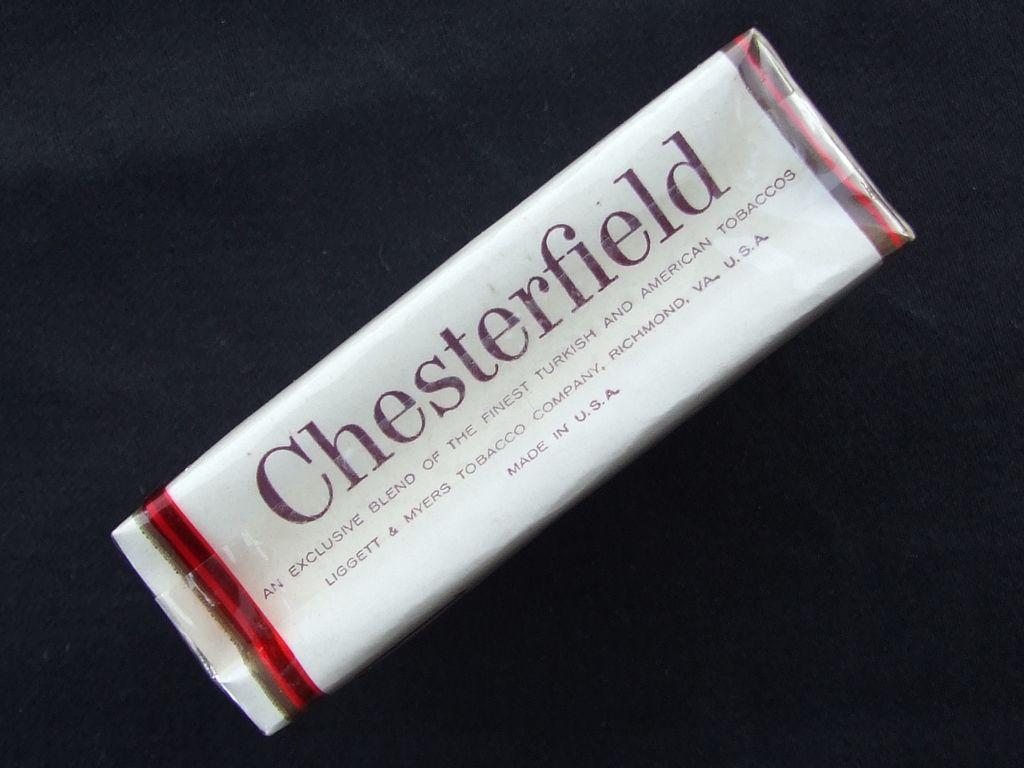 Chesterfield
AN EXCLUSIVE BLEND OF THE FINEST TURKISH AND AMERICAN TOBACCOS
LIGGETT & MYERS TOBACCO COMPANY, RICHMOND, VA., U.S.A.
MADE IN U.S.A.